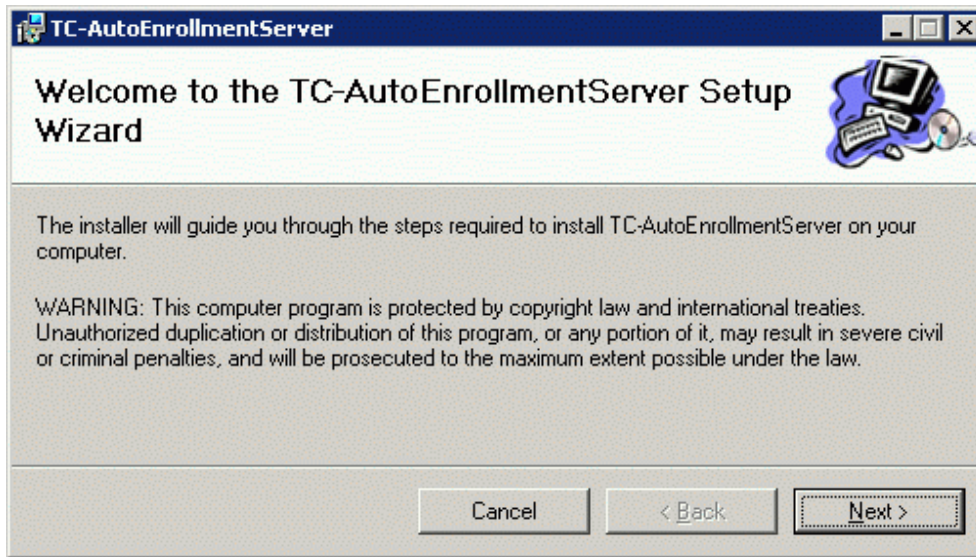 TC-AutoEnrollmentServer
Welcome to the TC-AutoEnrollmentServer Setup
Wizard
The installer will guide you through the steps required to install TC-AutoEnrollmentServer on your
computer.
WARNING: This computer program is protected by copyright law and international treaties.
Unauthorized duplication or distribution of this program, or any portion of it, may result in severe civil
or criminal penalties, and will be prosecuted to the maximum extent possible under the law.
Cancel
< Back
Next >